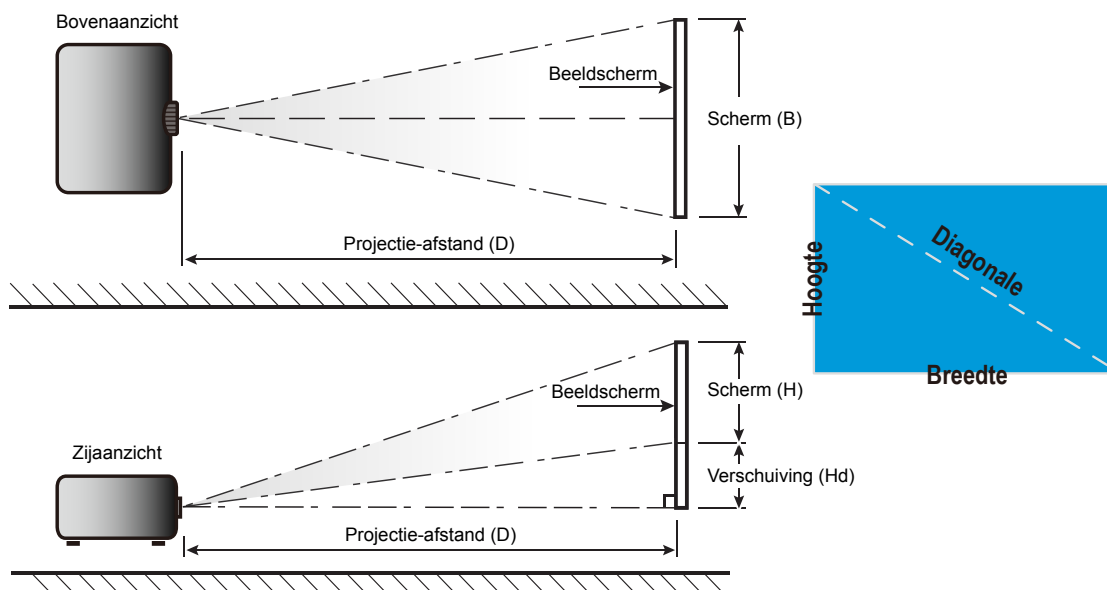 Bovenaanzicht
Beeldscherm
Scherm (B)
Projectie-afstand (D)
Hoogte
Diagonale
Breedte
Beeldscherm
Scherm (H)
Zijaanzicht
Verschuiving (Hd)
Projectie-afstand (D)